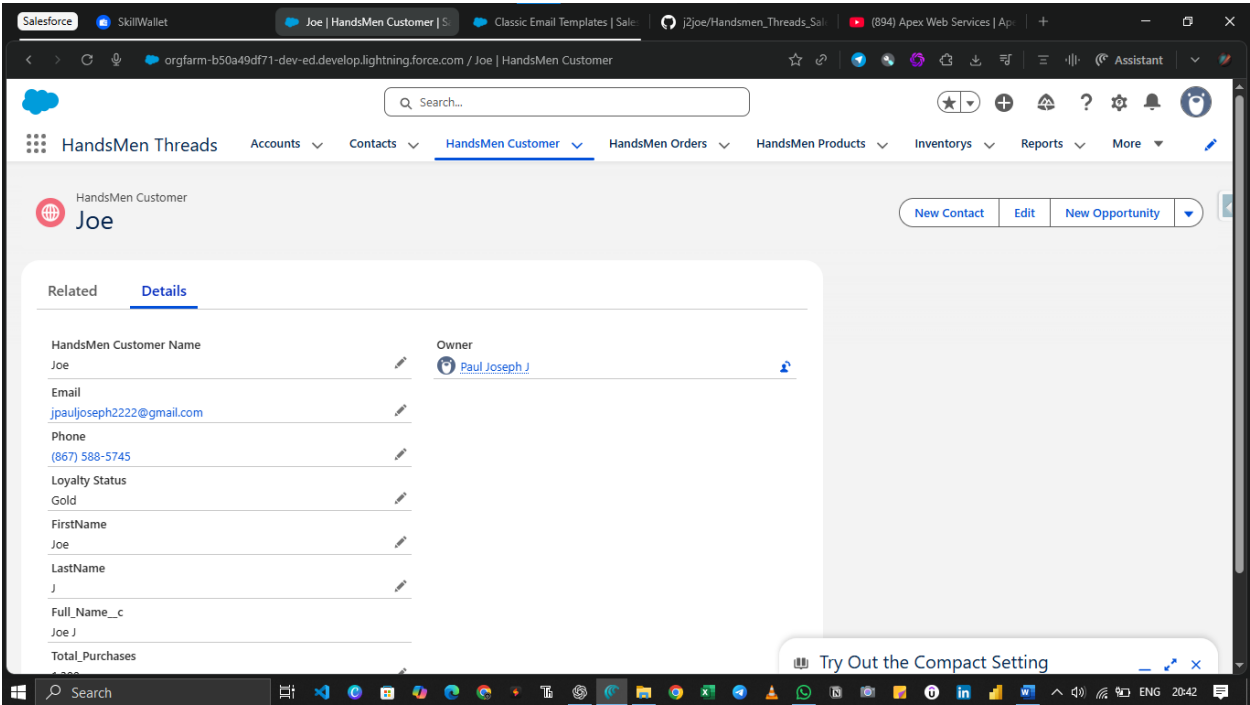 Salesforce SkillWallet Joe | HandsMen Customer | S Classic Email Templates | Sale j2joe/Handsmen_Threads_Sal (894) Apex Web Services | Ap
orgfarm-b50a49df71-dev-ed.develop.lightning.force.com / Joe | HandsMen Customer Assistant
Search...
HandsMen Threads Accounts Contacts HandsMen Customer HandsMen Orders HandsMen Products Inventorys Reports More
HandsMen Customer
Joe
New Contact Edit New Opportunity
Related Details
HandsMen Customer Name
Joe
Owner
Paul Joseph J
Email
jpauljoseph2222@gmail.com
Phone
(867) 588-5745
Loyalty Status
Gold
FirstName
Joe
LastName
J
Full_Name__c
Joe J
Total_Purchases
Try Out the Compact Setting
Search ENG 20:42